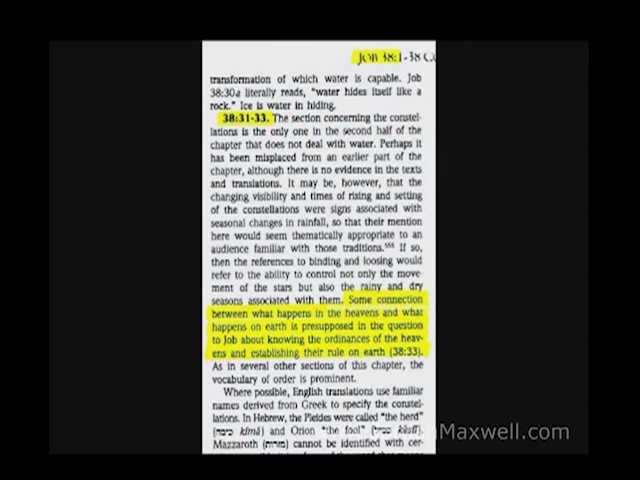 JOB 38:1-38
transformation of which water is capable. Job
38:30a literally reads, "water hides itself like a
rock." Ice is water in hiding.
38:31-33. The section concerning the constel-
lations is the only one in the second half of the
chapter that does not deal with water. Perhaps it
has been misplaced from an earlier part of the
chapter, although there is no evidence in the texts
and translations. It may be, however, that the
changing visibility and times of rising and setting
of the constellations were signs associated with
seasonal changes in rainfall, so that their mention
here would seem thematically appropriate to an
audience familiar with those traditions. If so,
then the references to binding and loosing would
refer to the ability to control not only the move-
ment of the stars but also the rainy and dry
seasons associated with them. Some connection
between what happens in the heavens and what
happens on earth is presupposed in the question
to Job about knowing the ordinances of the heav-
ens and establishing their rule on earth (38:33).
As in several other sections of this chapter, the
vocabulary of order is prominent.
Where possible, English translations use familiar
names derived from Greek to specify the constel-
lations. In Hebrew, the Pleides were called "the herd"
(כימה kîmâ) and Orion "the fool" (כסיל
Mazzaroth (מזרות) cannot be identified with cer-
Maxwell.com